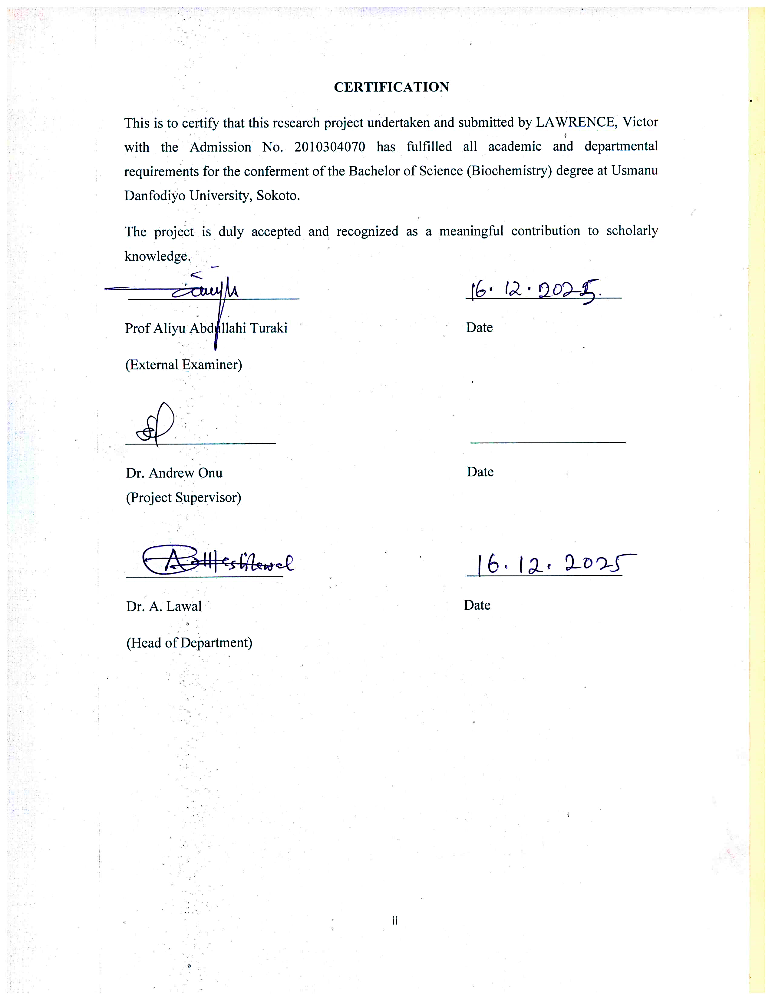 CERTIFICATION
This is to certify that this research project undertaken and submitted by LAWRENCE, Victor
with the Admission No. 2010304070 has fulfilled all academic and departmental
requirements for the conferment of the Bachelor of Science (Biochemistry) degree at Usmanu
Danfodiyo University, Sokoto.
The project is duly accepted and recognized as a meaningful contribution to scholarly
knowledge.
16.12.2025.
Prof Aliyu Abdullahi Turaki Date
(External Examiner)
Dr. Andrew Onu Date
(Project Supervisor)
16.12.2025
Dr. A. Lawal Date
(Head of Department)
ii